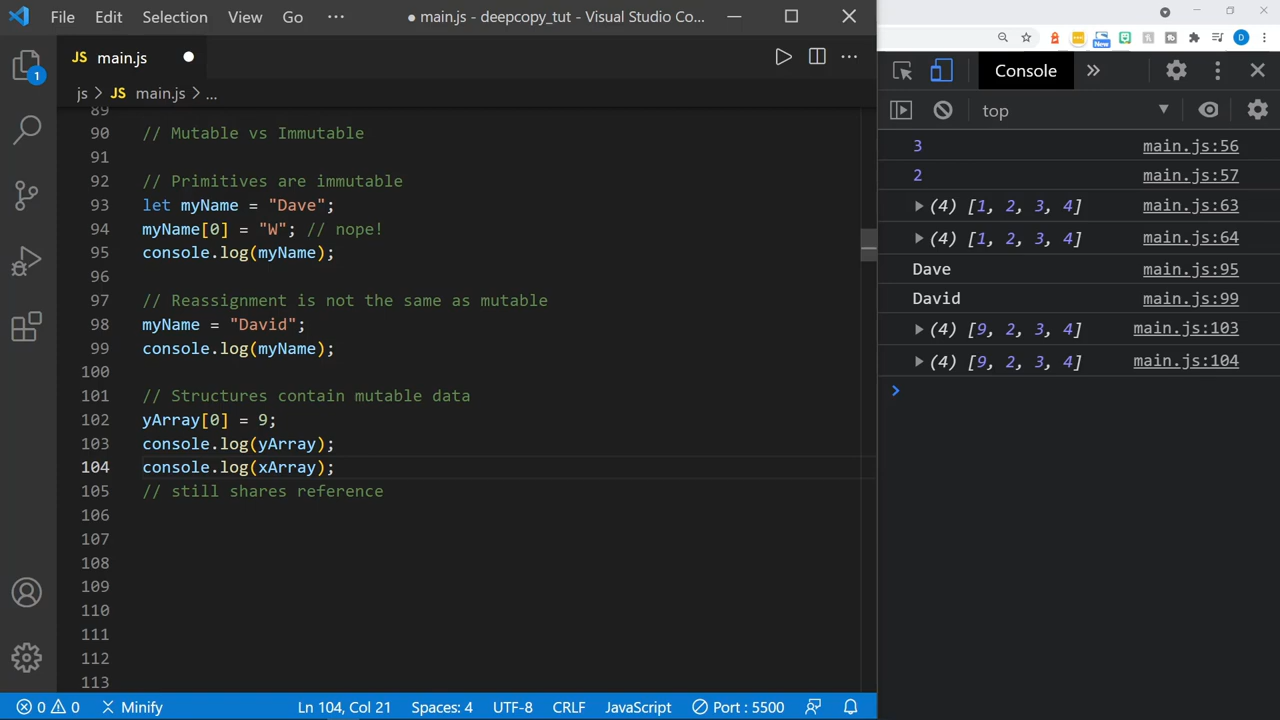 File Edit Selection View Go ··· ● main.js - deepcopy_tut - Visual Studio Co...
JS main.js ●
js > JS main.js > ...
89
90 // Mutable vs Immutable
91
92 // Primitives are immutable
93 let myName = "Dave";
94 myName[0] = "W"; // nope!
95 console.log(myName);
96
97 // Reassignment is not the same as mutable
98 myName = "David";
99 console.log(myName);
100
101 // Structures contain mutable data
102 yArray[0] = 9;
103 console.log(yArray);
104 console.log(xArray);
105 // still shares reference
106
107
108
109
110
111
112
113
1
0 0 Minify Ln 104, Col 21 Spaces: 4 UTF-8 CRLF JavaScript Port : 5500
New D
Console
top
3 main.js:56
2 main.js:57
(4) [1, 2, 3, 4] main.js:63
(4) [1, 2, 3, 4] main.js:64
Dave main.js:95
David main.js:99
(4) [9, 2, 3, 4] main.js:103
(4) [9, 2, 3, 4] main.js:104
>